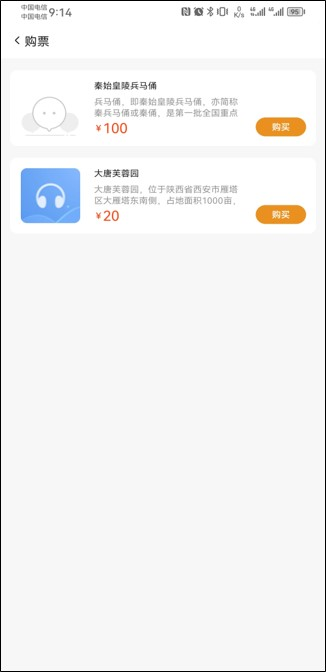 中国电信
中国电信
9:14
0
K/s
4G
4G
95
购票
秦始皇陵兵马俑
兵马俑，即秦始皇陵兵马俑，亦简称
秦兵马俑或秦俑，是第一批全国重点
￥100
购买
大唐芙蓉园
大唐芙蓉园，位于陕西省西安市雁塔
区大雁塔东南侧，占地面积1000亩，
￥20
购买